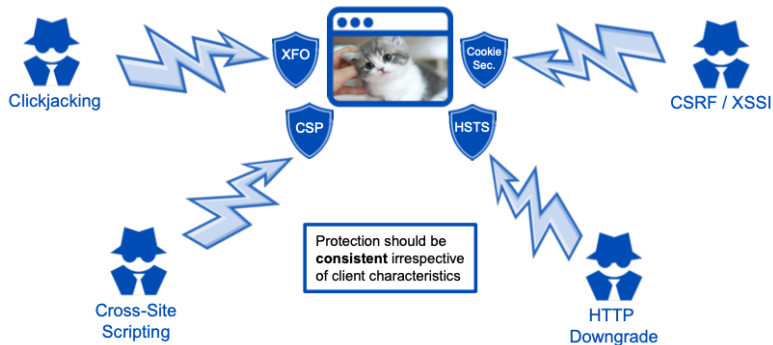 XFO
Cookie
Sec.
Clickjacking
CSRF / XSSI
CSP
HSTS
Protection should be
consistent irrespective
of client characteristics
Cross-Site
Scripting
HTTP
Downgrade